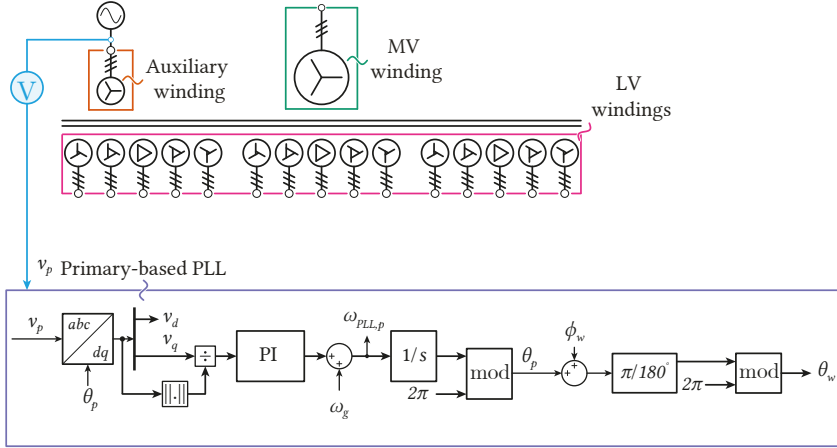 Auxiliary
winding
MV
winding
LV
windings
V
v_p Primary-based PLL
v_p
abc
dq
θ_p
v_d
v_q
||·||
÷
PI
+
+
ω_PLL,p
ω_g
1/s
2π
mod
θ_p
ϕ_w
+
+
π/180°
2π
mod
θ_w